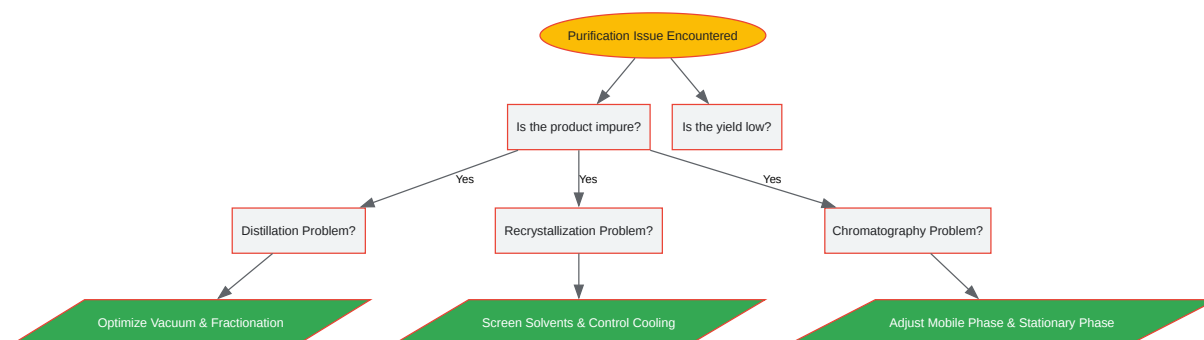 Purification Issue Encountered
Is the product impure?
Is the yield low?
Yes
Yes
Yes
Distillation Problem?
Recrystallization Problem?
Chromatography Problem?
Optimize Vacuum & Fractionation
Screen Solvents & Control Cooling
Adjust Mobile Phase & Stationary Phase